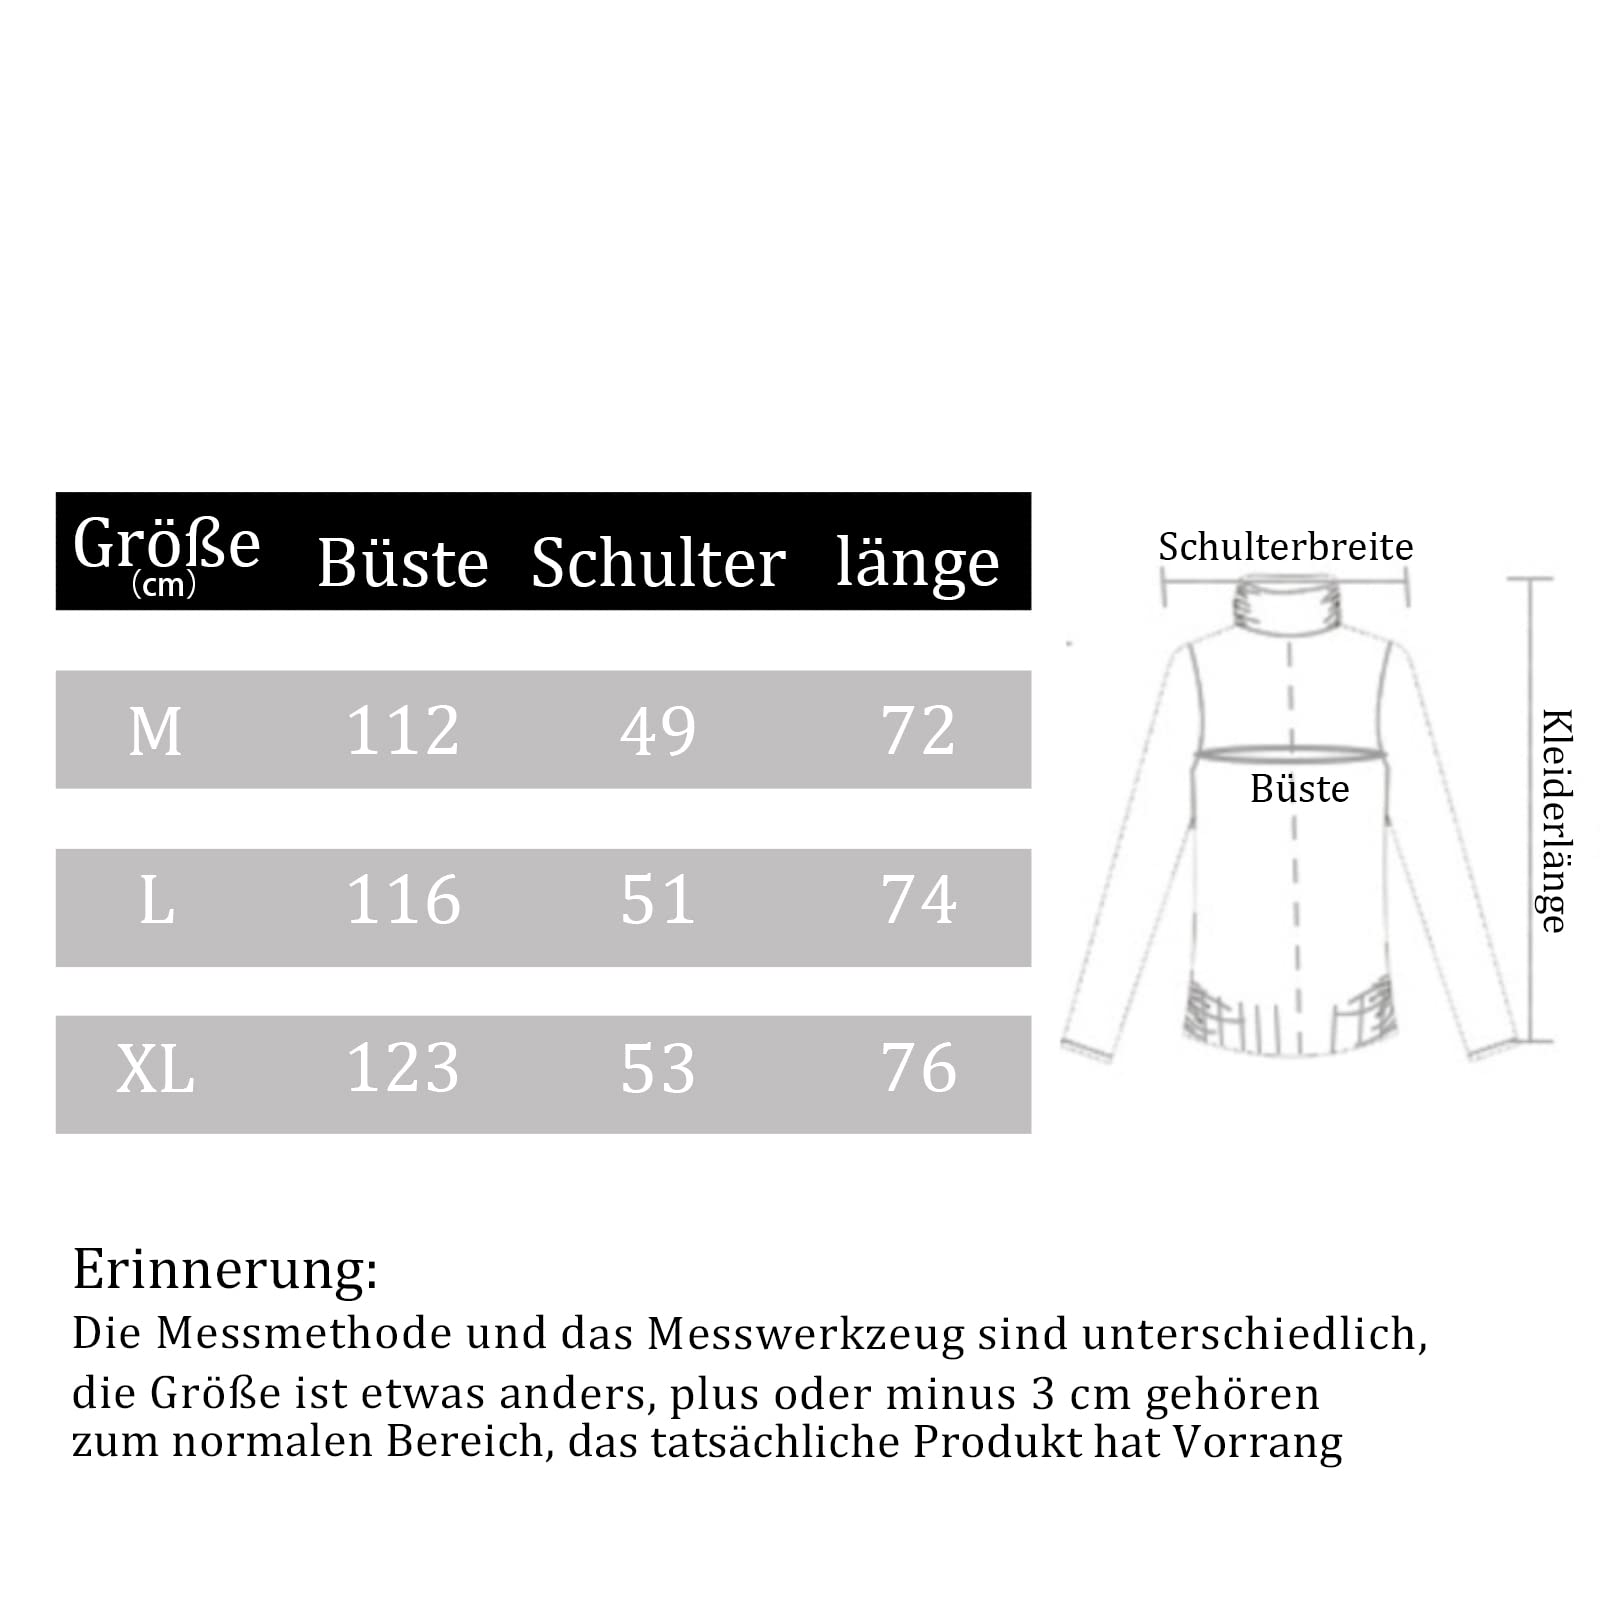 Größe Büste Schulter länge
(cm)
M 112 49 72
L 116 51 74
XL 123 53 76
Schulterbreite
Büste
Kleiderlänge
Erinnerung:
Die Messmethode und das Messwerkzeug sind unterschiedlich,
die Größe ist etwas anders, plus oder minus 3 cm gehören
zum normalen Bereich, das tatsächliche Produkt hat Vorrang